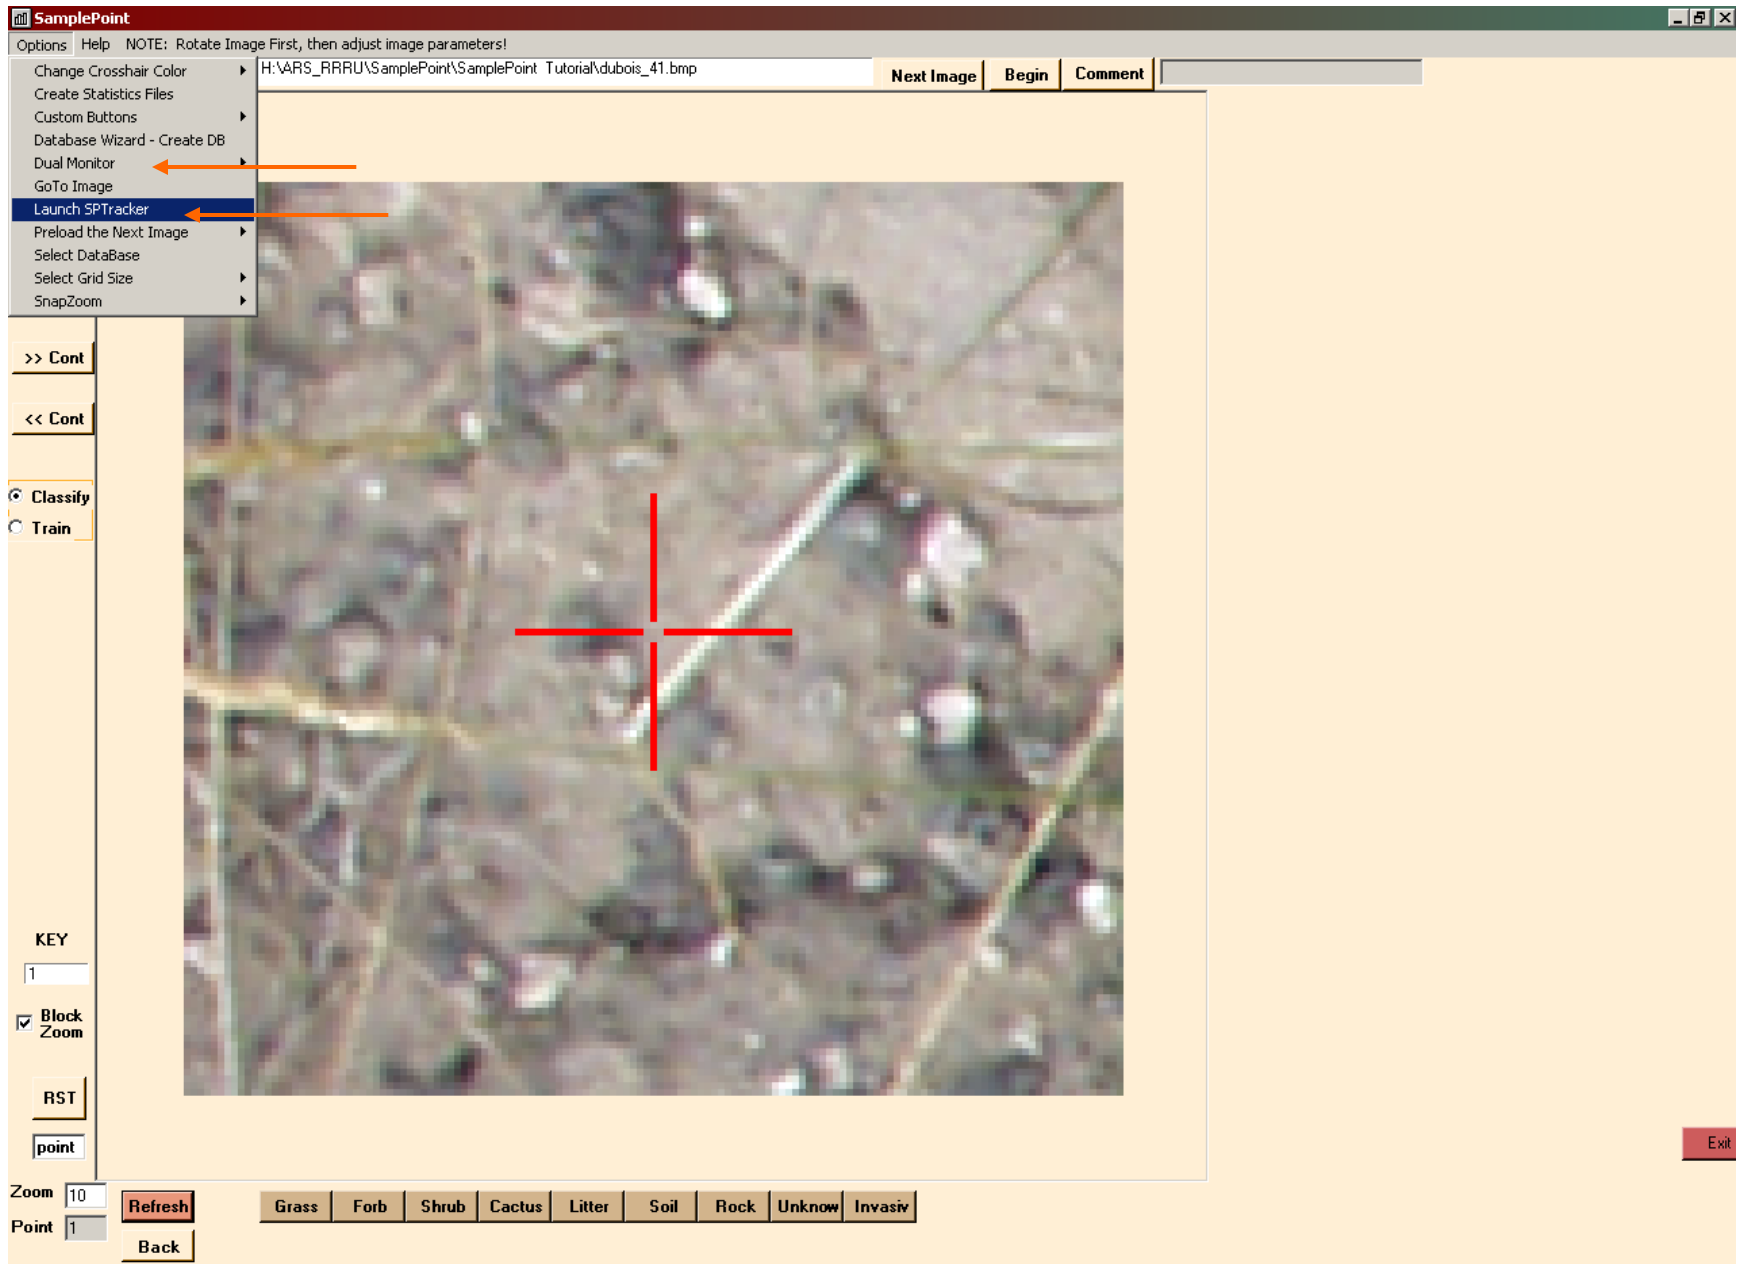 SamplePoint
Options Help NOTE: Rotate Image First, then adjust image parameters!
Change Crosshair Color
Create Statistics Files
Custom Buttons
Database Wizard - Create DB
Dual Monitor
GoTo Image
Launch SPTracker
Preload the Next Image
Select DataBase
Select Grid Size
SnapZoom
H:\ARS_RRRU\SamplePoint\SamplePoint Tutorial\dubois_41.bmp
Next Image Begin Comment
>> Cont
<< Cont
Classify
Train
KEY
1
Block
Zoom
RST
point
Exit
Zoom 10
Point 1
Refresh
Back
Grass Forb Shrub Cactus Litter Soil Rock Unknow Invasiv